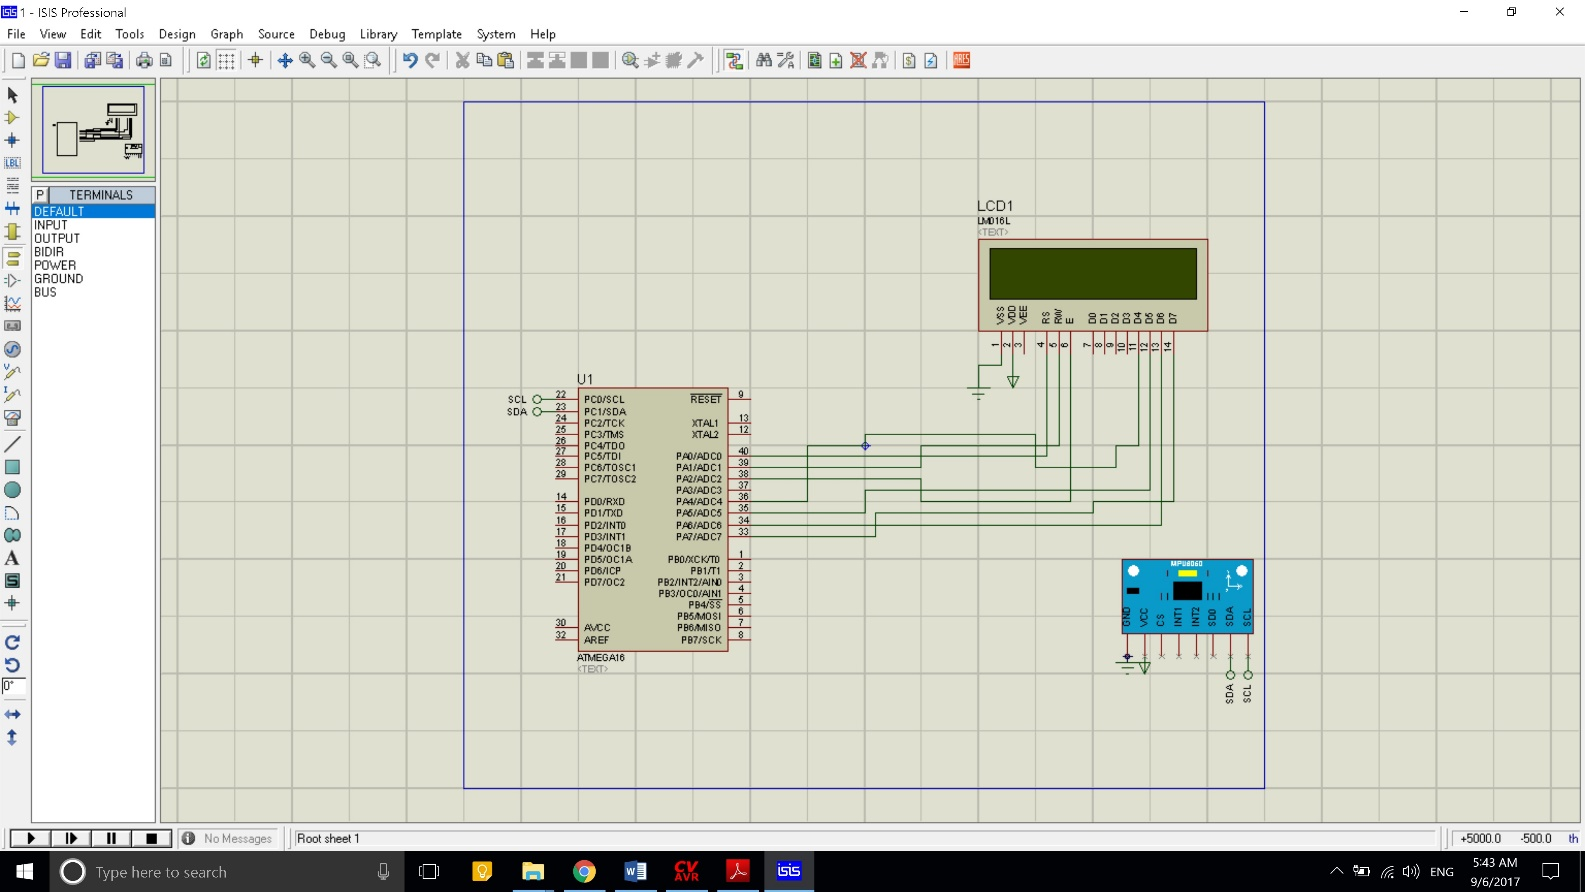 isis 1 - ISIS Professional
File View Edit Tools Design Graph Source Debug Library Template System Help
ARES
LBL
P TERMINALS
DEFAULT
INPUT
OUTPUT
BIDIR
POWER
GROUND
BUS
A
S
0°
LCD1
LM016L
<TEXT>
VSS VDD VEE RS RW E D0 D1 D2 D3 D4 D5 D6 D7
1 2 3 4 5 6 7 8 9 10 11 12 13 14
U1
SCL 22 PC0/SCL RESET 9
SDA 23 PC1/SDA
24 PC2/TCK XTAL1 13
25 PC3/TMS XTAL2 12
26 PC4/TDO
27 PC5/TDI PA0/ADC0 40
28 PC6/TOSC1 PA1/ADC1 39
29 PC7/TOSC2 PA2/ADC2 38
PA3/ADC3 37
14 PD0/RXD PA4/ADC4 36
15 PD1/TXD PA5/ADC5 35
16 PD2/INT0 PA6/ADC6 34
17 PD3/INT1 PA7/ADC7 33
18 PD4/OC1B
19 PD5/OC1A PB0/XCK/T0 1
20 PD6/ICP PB1/T1 2
21 PD7/OC2 PB2/INT2/AIN0 3
PB3/OC0/AIN1 4
PB4/SS 5
PB5/MOSI 6
30 AVCC PB6/MISO 7
32 AREF PB7/SCK 8
ATMEGA16
<TEXT>
MPU6050
GND VCC CS INT1 INT2 SD0 SDA SCL
SDA SCL
No Messages Root sheet 1 +5000.0 -500.0 th
Type here to search W CV AVR isis ENG 5:43 AM
9/6/2017